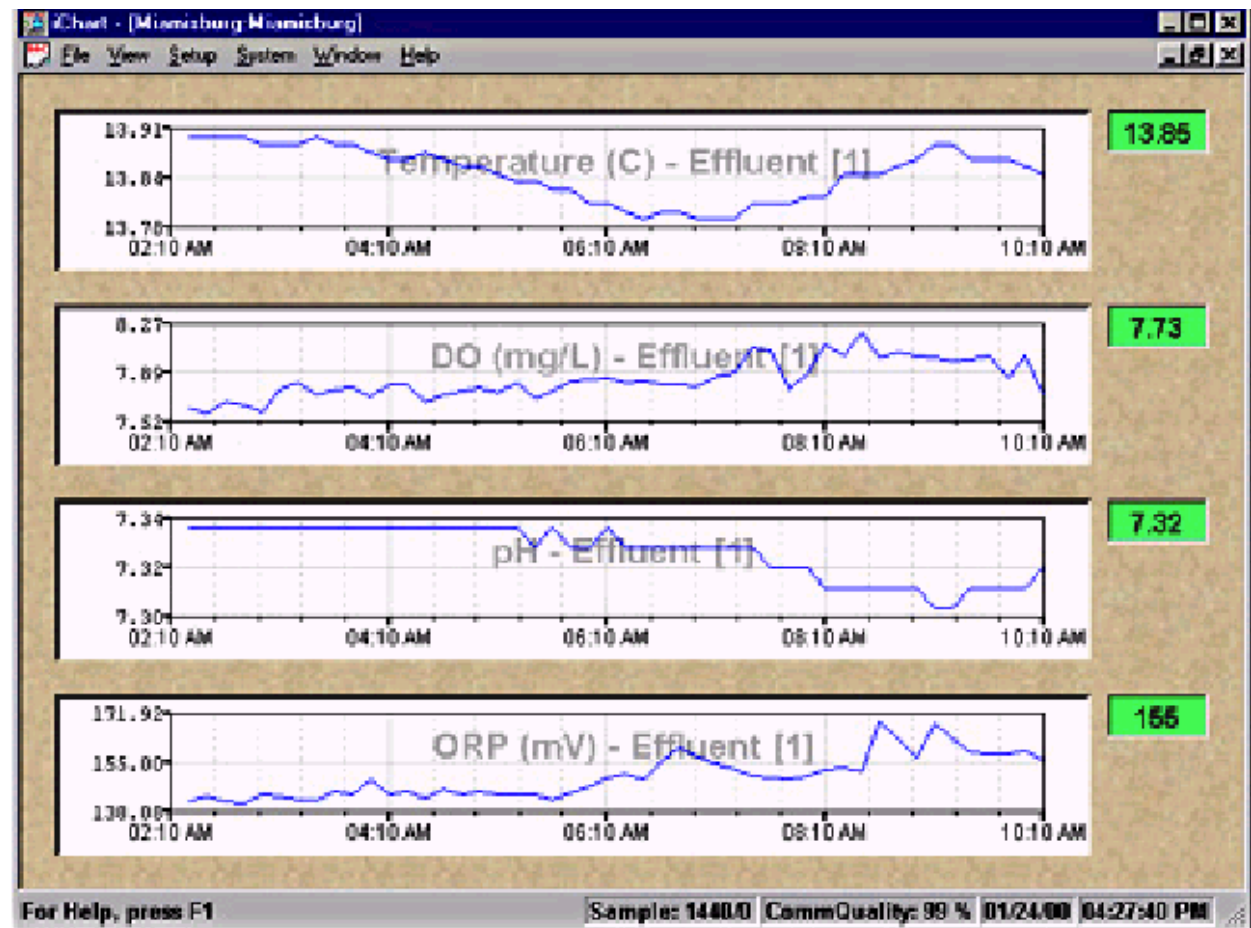 iChart - [Miamisburg-Miamisburg]
File View Setup System Window Help
13.91
13.78
Temperature (C) - Effluent [1]
02:10 AM 04:10 AM 06:10 AM 08:10 AM 10:10 AM
13.85
8.27
7.89
7.52
DO (mg/L) - Effluent [1]
02:10 AM 04:10 AM 06:10 AM 08:10 AM 10:10 AM
7.73
7.34
7.32
7.30
pH - Effluent [1]
02:10 AM 04:10 AM 06:10 AM 08:10 AM 10:10 AM
7.32
171.92
155.00
ORP (mV) - Effluent [1]
02:10 AM 04:10 AM 06:10 AM 08:10 AM 10:10 AM
155
For Help, press F1 Sample: 1440/0 CommQuality: 99 % 01/24/00 04:27:40 PM